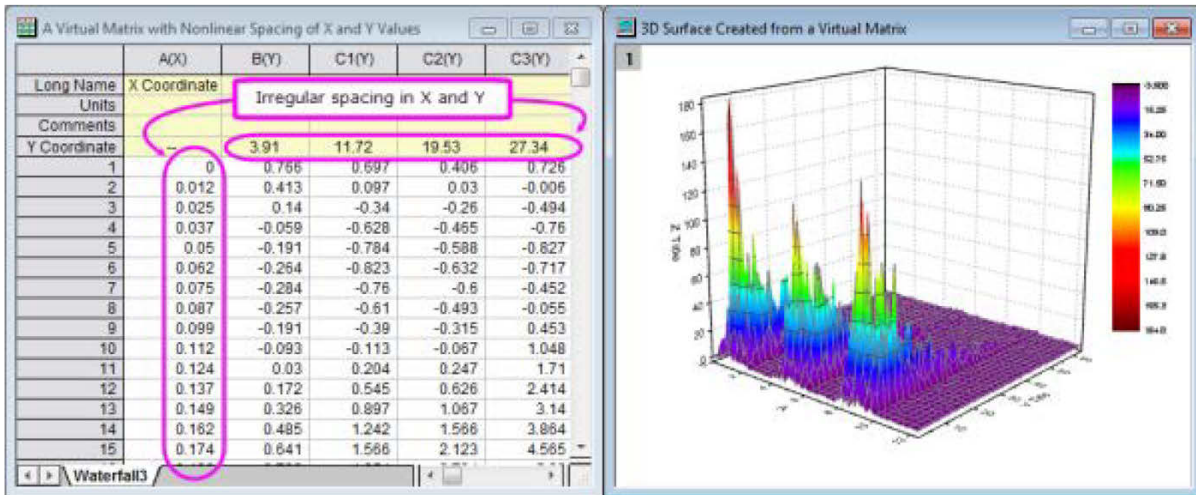 A Virtual Matrix with Nonlinear Spacing of X and Y Values
A(X) B(Y) C1(Y) C2(Y) C3(Y)
Long Name X Coordinate
Units
Comments
Irregular spacing in X and Y
Y Coordinate -- 3.91 11.72 19.53 27.34
1 0 0.766 0.697 0.406 0.726
2 0.012 0.413 0.097 0.03 -0.006
3 0.025 0.14 -0.34 -0.26 -0.494
4 0.037 -0.059 -0.628 -0.465 -0.76
5 0.05 -0.191 -0.784 -0.588 -0.827
6 0.062 -0.264 -0.823 -0.632 -0.717
7 0.075 -0.284 -0.76 -0.6 -0.452
8 0.087 -0.257 -0.61 -0.493 -0.055
9 0.099 -0.191 -0.39 -0.315 0.453
10 0.112 -0.093 -0.113 -0.067 1.048
11 0.124 0.03 0.204 0.247 1.71
12 0.137 0.172 0.545 0.626 2.414
13 0.149 0.326 0.897 1.067 3.14
14 0.162 0.485 1.242 1.566 3.864
15 0.174 0.641 1.566 2.123 4.565
Waterfall3
3D Surface Created from a Virtual Matrix
1
180
160
140
120
100
80
60
40
20
0
Z Title
A
Y Title